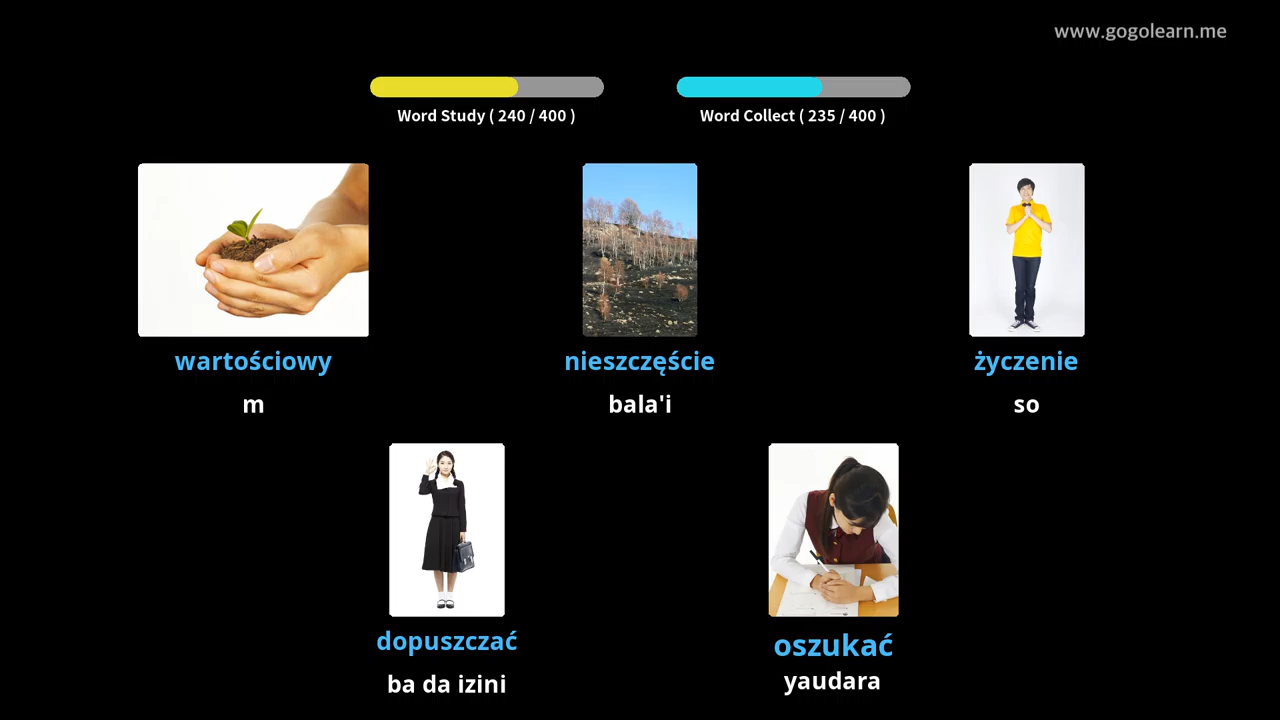 www.gogolearn.me
Word Study ( 240 / 400 )
Word Collect ( 235 / 400 )
wartościowy
m
nieszczęście
bala'i
życzenie
so
dopuszczać
ba da izini
oszukać
yaudara